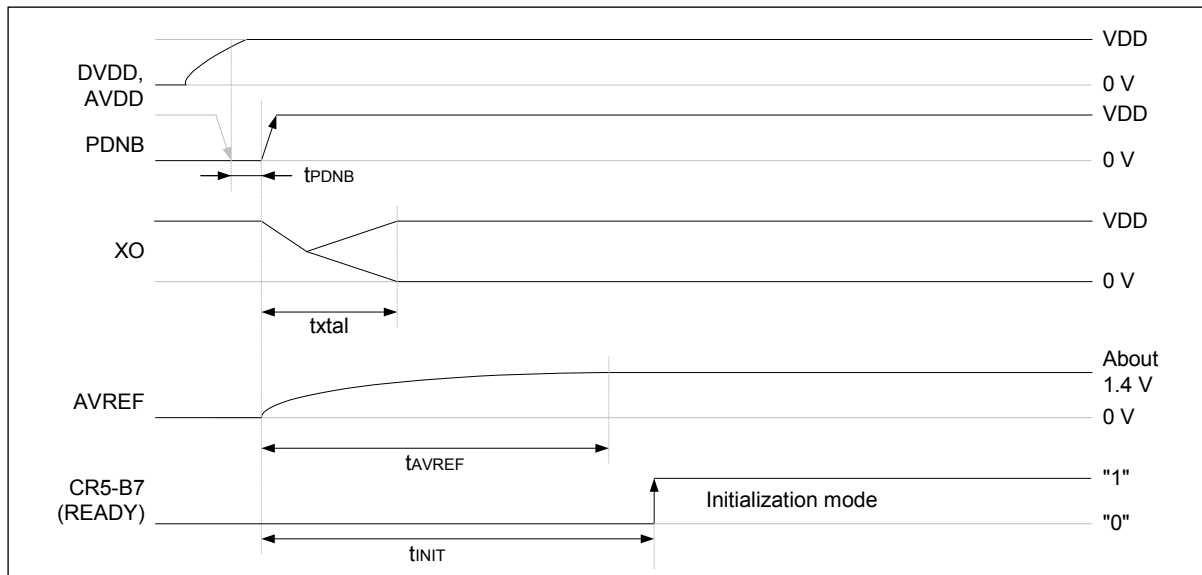 VDD
DVDD,
AVDD
0 V
VDD
PDNB
0 V
tPDNB
VDD
XO
0 V
txtal
About
1.4 V
AVREF
0 V
tAVREF
CR5-B7
(READY)
"1"
Initialization mode
"0"
tINIT